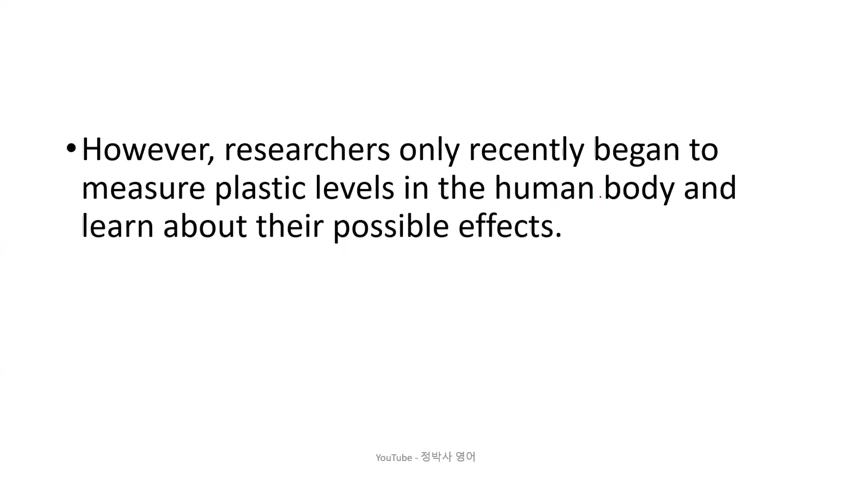 •However, researchers only recently began to
measure plastic levels in the human body and
learn about their possible effects.
YouTube - 정박사 영어